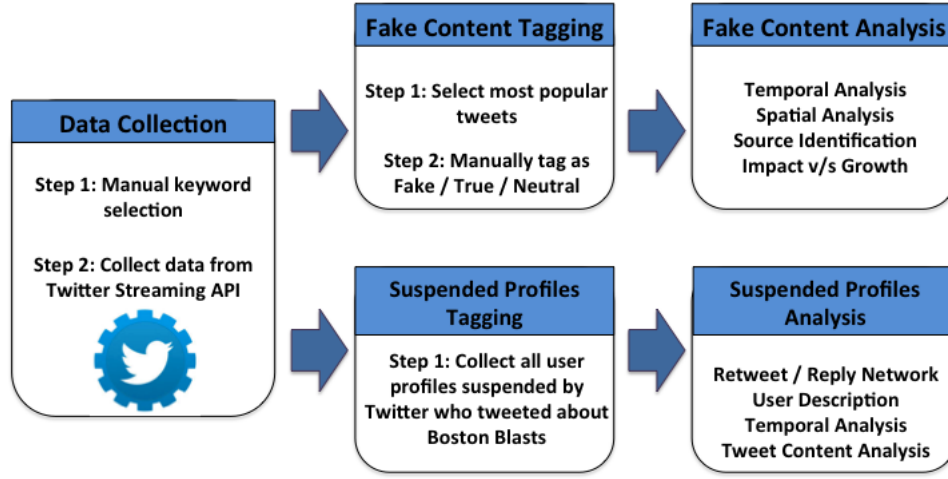 Data Collection
Step 1: Manual keyword
selection
Step 2: Collect data from
Twitter Streaming API
Fake Content Tagging
Step 1: Select most popular
tweets
Step 2: Manually tag as
Fake / True / Neutral
Fake Content Analysis
Temporal Analysis
Spatial Analysis
Source Identification
Impact v/s Growth
Suspended Profiles
Tagging
Step 1: Collect all user
profiles suspended by
Twitter who tweeted about
Boston Blasts
Suspended Profiles
Analysis
Retweet / Reply Network
User Description
Temporal Analysis
Tweet Content Analysis